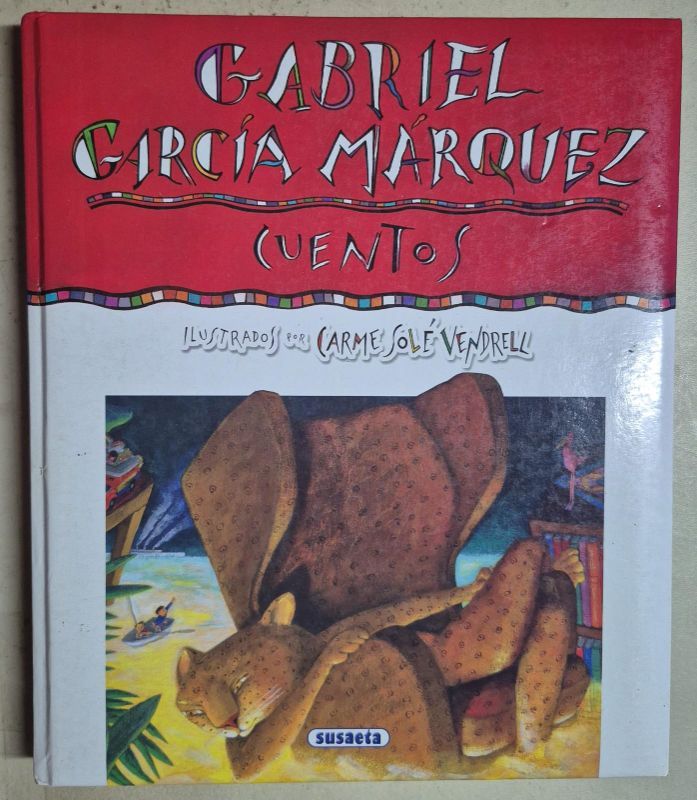 GABRIEL
GARCÍA MÁRQUEZ
CUENTOS
ILUSTRADOS POR CARME SOLÉ VENDRELL
susaeta